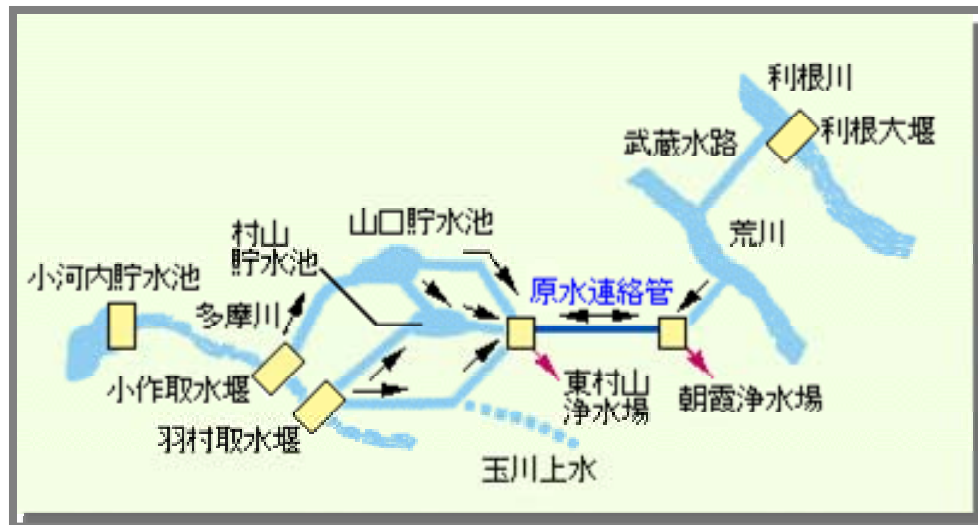 利根川
利根大堰
武蔵水路
山口貯水池
村山
貯水池
荒川
小河内貯水池
原水連絡管
多摩川
小作取水堰
東村山
浄水場
朝霞浄水場
羽村取水堰
玉川上水